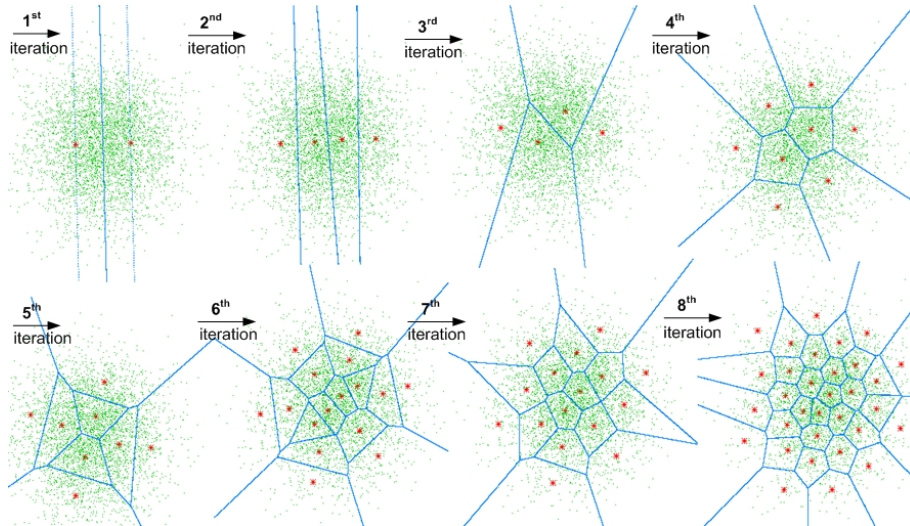 1st
iteration
2nd
iteration
3rd
iteration
4th
iteration
5th
iteration
6th
iteration
7th
iteration
8th
iteration